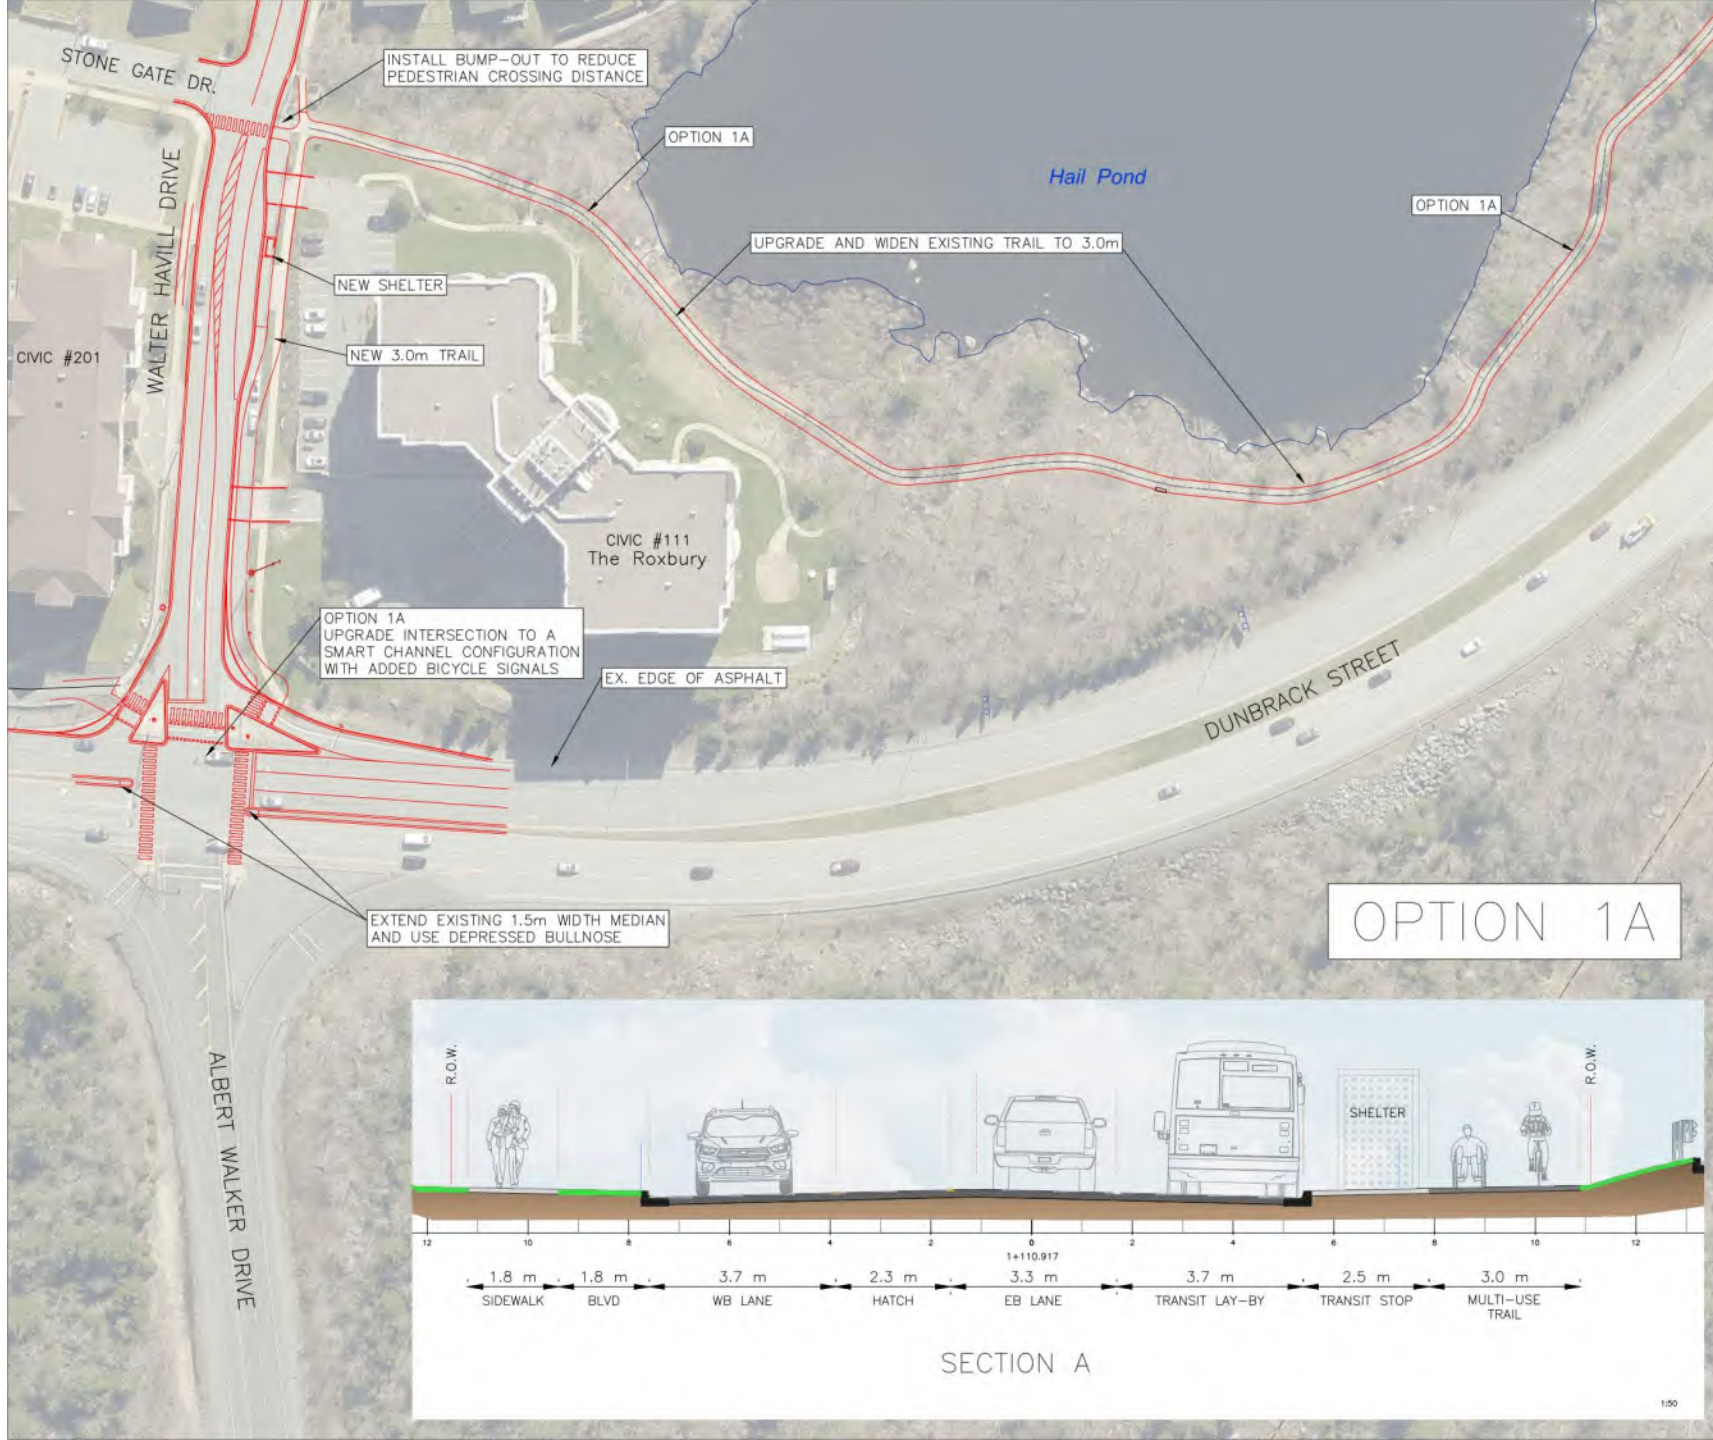 STONE GATE DR.
INSTALL BUMP-OUT TO REDUCE
PEDESTRIAN CROSSING DISTANCE
OPTION 1A
Hail Pond
OPTION 1A
UPGRADE AND WIDEN EXISTING TRAIL TO 3.0m
WALTER HAVILL DRIVE
NEW SHELTER
CIVIC #201
NEW 3.0m TRAIL
CIVIC #111
The Roxbury
OPTION 1A
UPGRADE INTERSECTION TO A
SMART CHANNEL CONFIGURATION
WITH ADDED BICYCLE SIGNALS
EX. EDGE OF ASPHALT
DUNBRACK STREET
EXTEND EXISTING 1.5m WIDTH MEDIAN
AND USE DEPRESSED BULLNOSE
OPTION 1A
ALBERT WALKER DRIVE
R.O.W.
R.O.W.
SHELTER
12 10 8 6 4 2 0 2 4 6 8 10 12
1+110.917
1.8 m 1.8 m 3.7 m 2.3 m 3.3 m 3.7 m 2.5 m 3.0 m
SIDEWALK BLVD WB LANE HATCH EB LANE TRANSIT LAY-BY TRANSIT STOP MULTI-USE
TRAIL
SECTION A
1:50